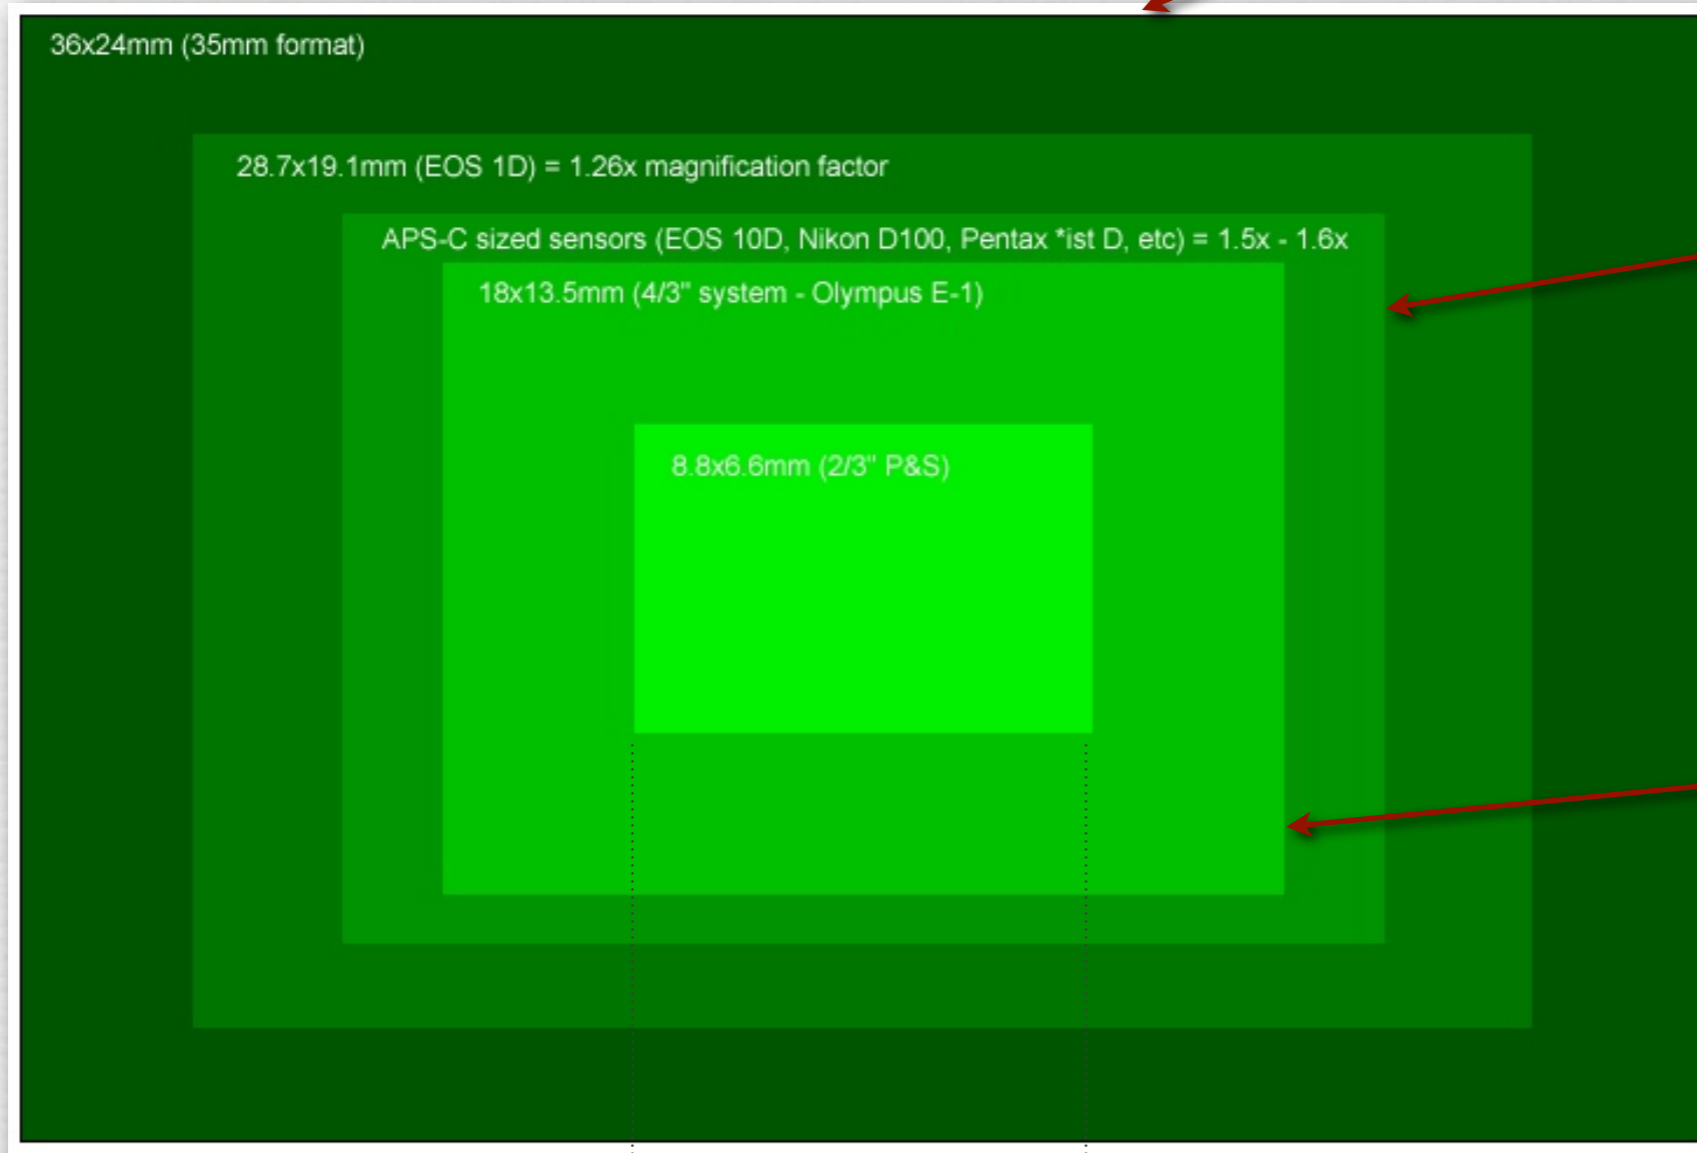 36x24mm (35mm format)
28.7x19.1mm (EOS 1D) = 1.26x magnification factor
APS-C sized sensors (EOS 10D, Nikon D100, Pentax *ist D, etc) = 1.5x - 1.6x
18x13.5mm (4/3" system - Olympus E-1)
8.8x6.6mm (2/3" P&S)